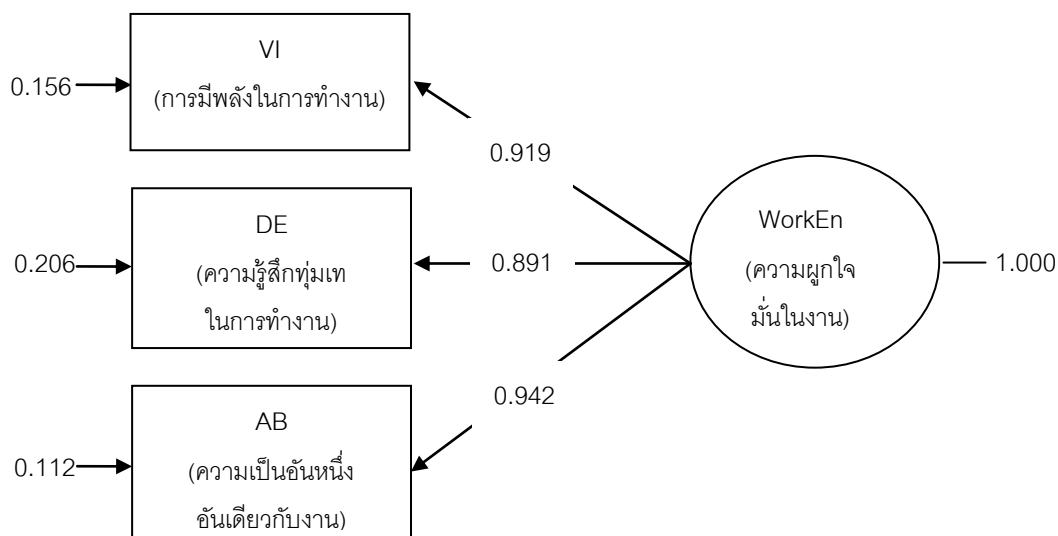 VI
(การมีพลังในการทำงาน)
0.156
0.919
DE
(ความรู้สึกทุ่มเท
ในการทำงาน)
0.206
0.891
WorkEn
(ความผูกใจ
มั่นในงาน)
1.000
AB
(ความเป็นอันหนึ่ง
อันเดียวกับงาน)
0.112
0.942